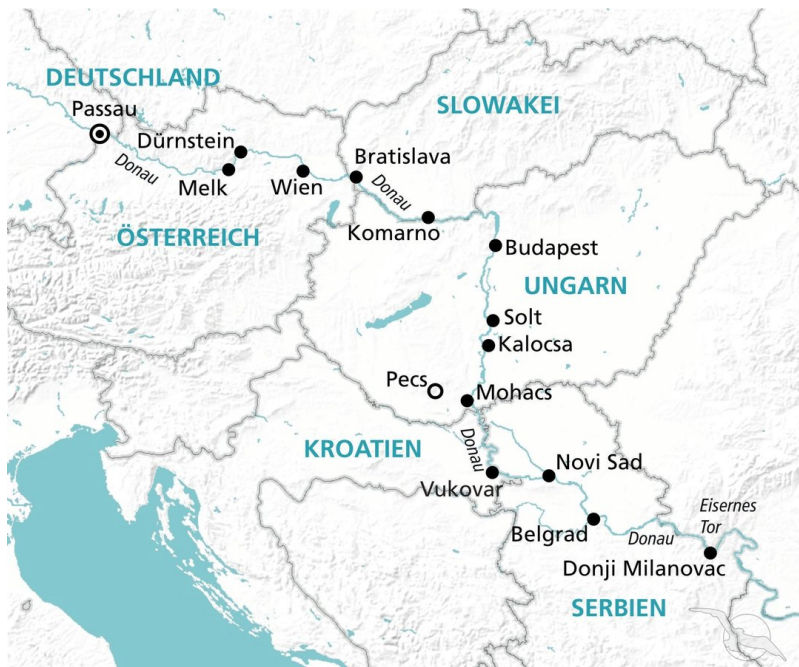 DEUTSCHLAND
Passau
Donau
Dürnstein
Melk
Wien
ÖSTERREICH
SLOWAKEI
Bratislava
Donau
Komarno
Budapest
UNGARN
Solt
Kalocsa
Pecs
Mohacs
KROATIEN
Donau
Vukovar
Novi Sad
Belgrad
Donau
Eisernes
Tor
Donji Milanovac
SERBIEN